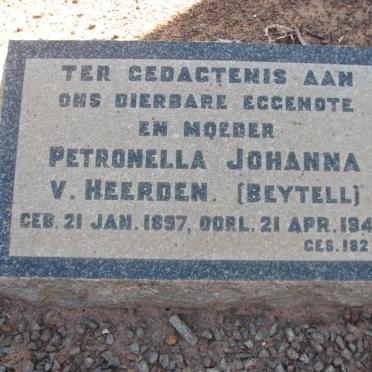 TER GEDAGTENIS AAN
ONS DIERBARE EGGENOTE
EN MOEDER
PETRONELLA JOHANNA
V. HEERDEN. (BEYTELL)
GEB. 21 JAN. 1897, OORL. 21 APR. 194
GES. 182